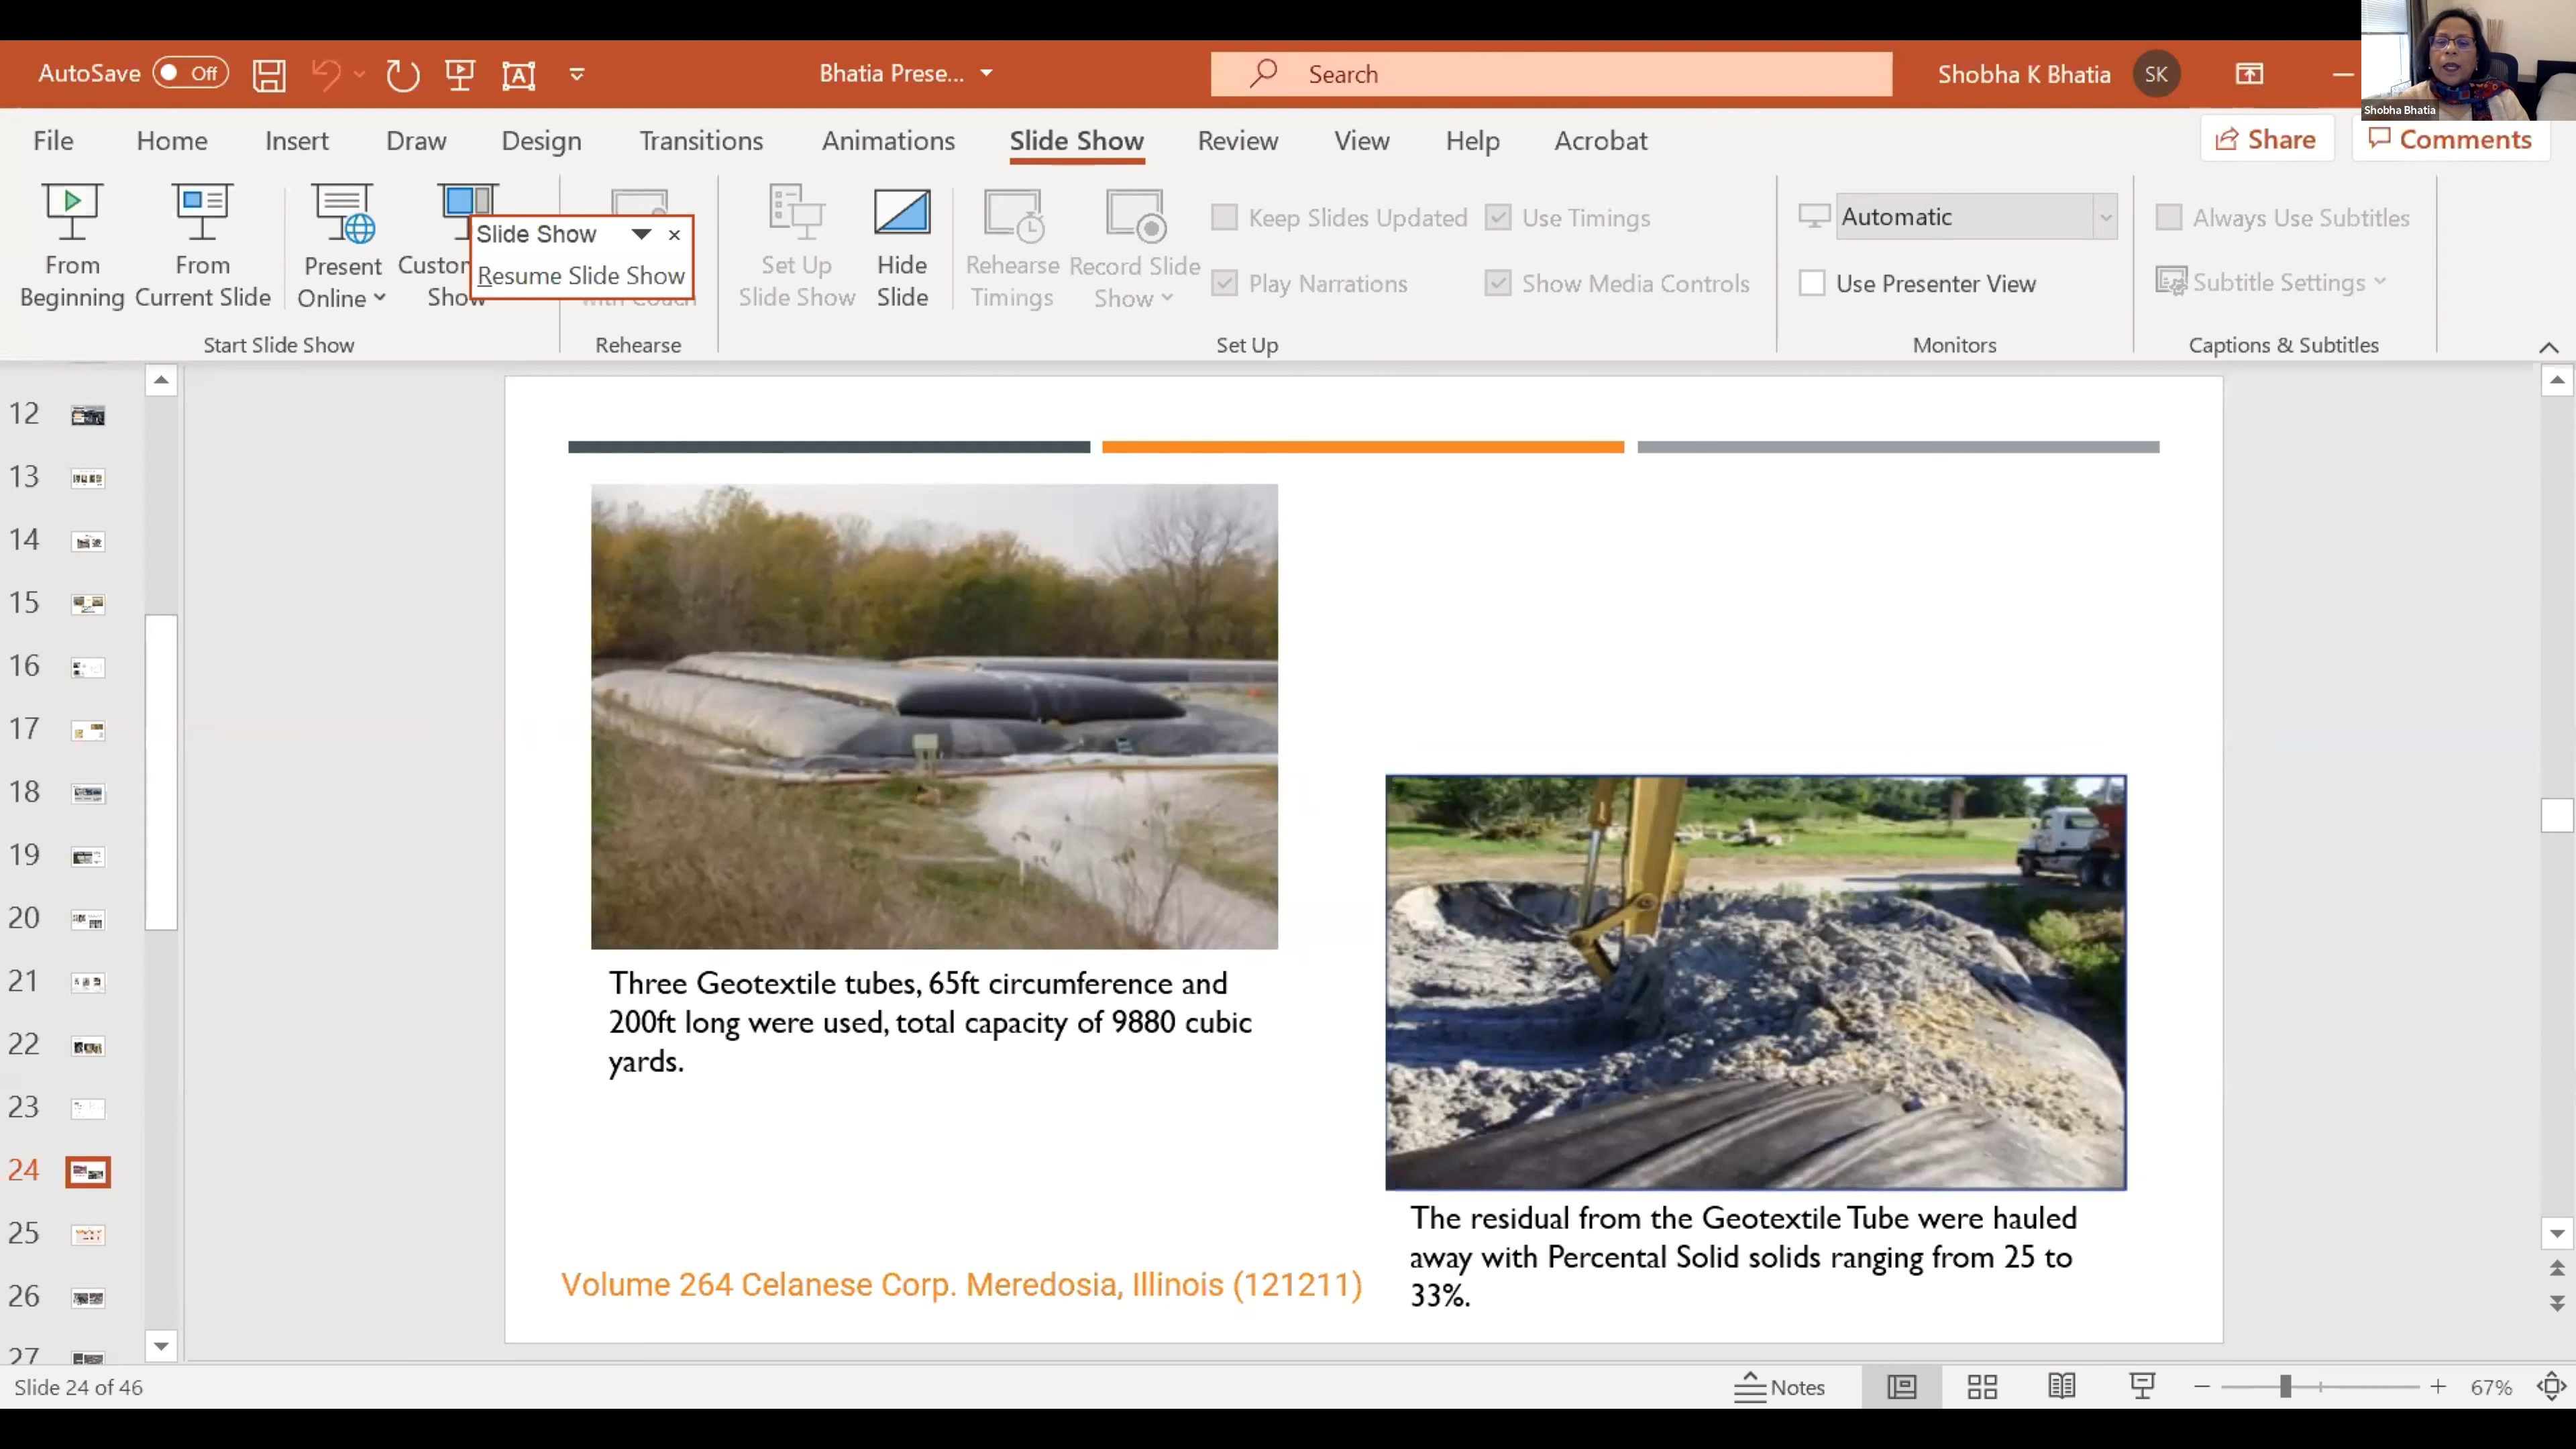 AutoSave Off
Bhatia Prese...
Search
Shobha K Bhatia SK
Shobha Bhatia
File Home Insert Draw Design Transitions Animations Slide Show Review View Help Acrobat
Share Comments
From Beginning
From Current Slide
Present Online
Show
Slide Show
Resume Slide Show
Set Up Slide Show
Hide Slide
Rehearse Timings
Record Slide Show
Keep Slides Updated
Play Narrations
Use Timings
Show Media Controls
Automatic
Use Presenter View
Always Use Subtitles
Subtitle Settings
Start Slide Show
Rehearse
Set Up
Monitors
Captions & Subtitles
12
13
14
15
16
17
18
19
20
21
22
23
24
25
26
27
Three Geotextile tubes, 65ft circumference and
200ft long were used, total capacity of 9880 cubic
yards.
The residual from the Geotextile Tube were hauled
away with Percental Solid solids ranging from 25 to
33%.
Volume 264 Celanese Corp. Meredosia, Illinois (121211)
Slide 24 of 46
Notes
67%